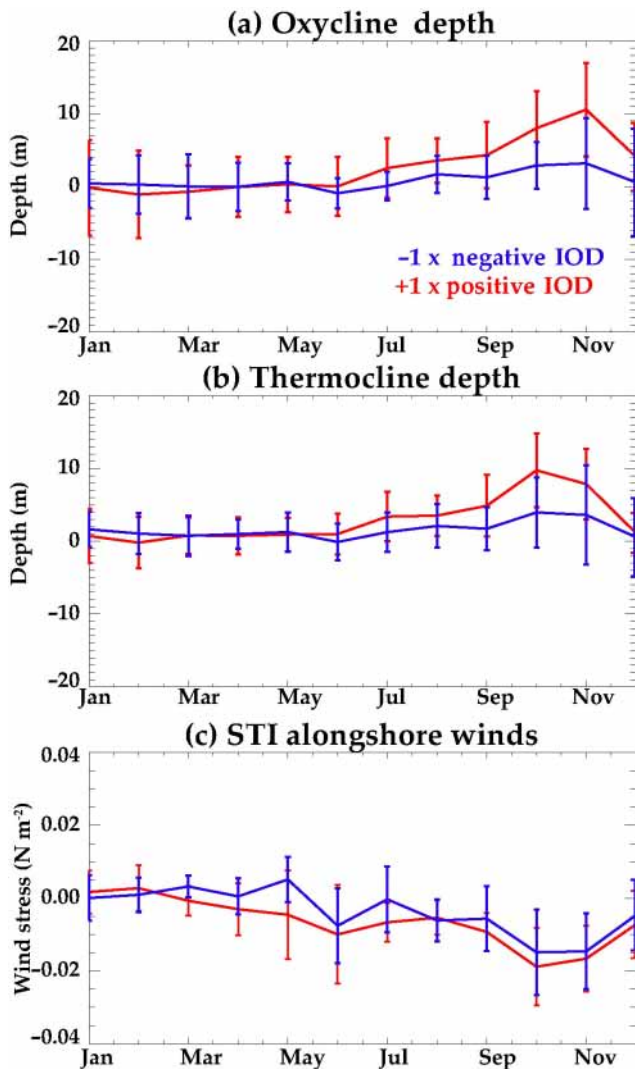 (a) Oxycline depth
20
10
0
−10
−20
Depth (m)
−1 x negative IOD
+1 x positive IOD
Jan Mar May Jul Sep Nov
(b) Thermocline depth
20
10
0
−10
−20
Depth (m)
Jan Mar May Jul Sep Nov
(c) STI alongshore winds
0.04
0.02
0.00
−0.02
−0.04
Wind stress (N m⁻²)
Jan Mar May Jul Sep Nov